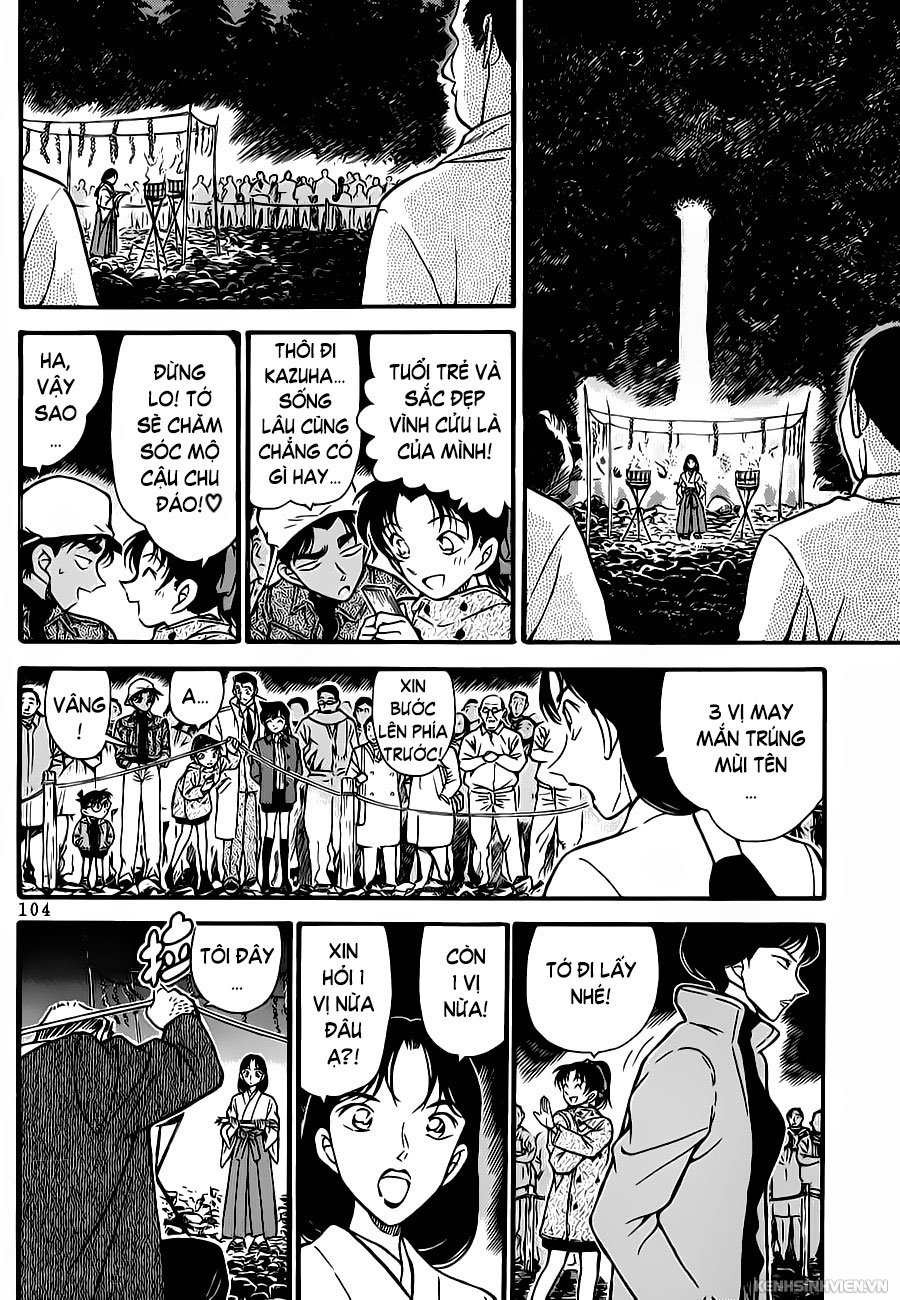 TUỔI TRẺ VÀ
SẮC ĐẸP
VĨNH CỬU LÀ
CỦA MÌNH!
THÔI ĐI
KAZUHA...
SỐNG
LÂU CŨNG
CHẲNG CÓ
GÌ HAY...
ĐỪNG
LO! TỚ
SẼ CHĂM
SÓC MỘ
CẬU CHU
ĐÁO!♡
HA,
VẬY
SAO
...
3 VỊ MAY
MẮN TRÚNG
MŨI TÊN
...
XIN
BƯỚC
LÊN PHÍA
TRƯỚC!
A...
VÂNG
!
104
TỚ ĐI LẤY
NHÉ!
CÒN
1 VỊ
NỮA!
XIN
HỎI 1
VỊ NỮA
ĐÂU
Ạ?!
TÔI ĐÂY
...
KENHSINHVIEN.VN